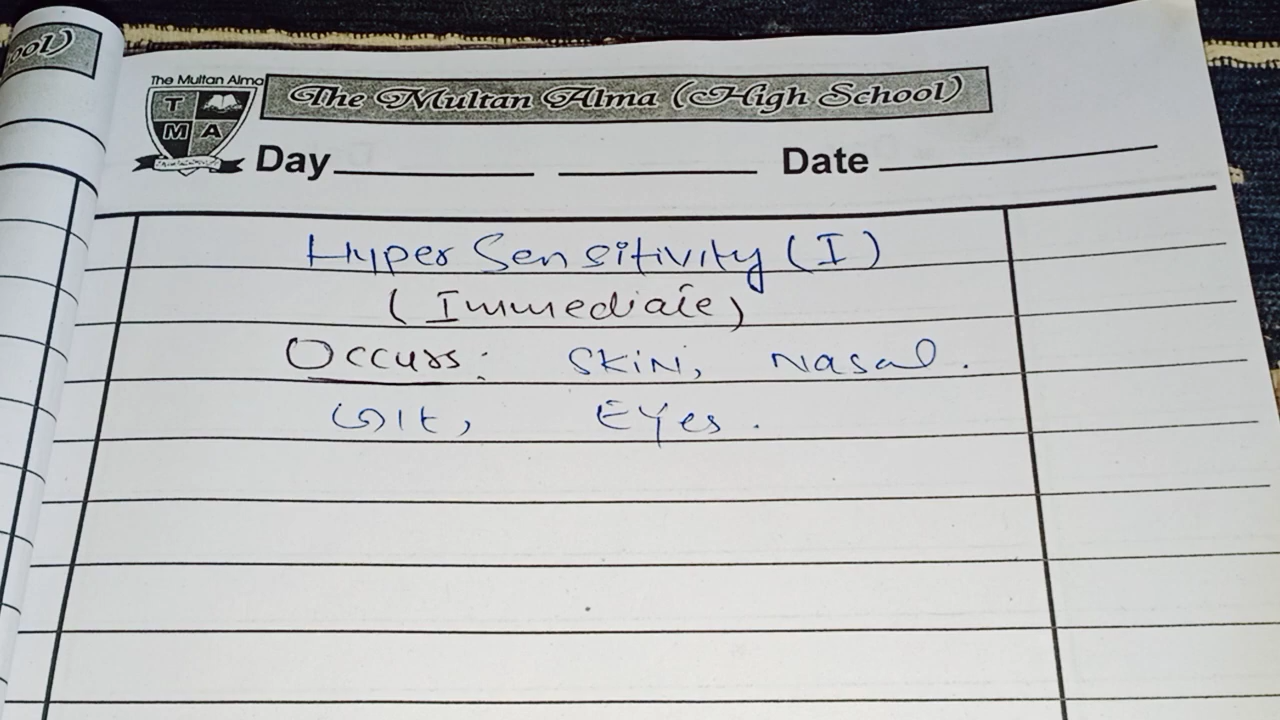 ool)
The Multan Alma
T M A
The Multan Alma (High School)
Day Date
Hyper Sensitivity (I)
(Immediate)
Occurs: Skin, Nasal.
GIt, Eyes.